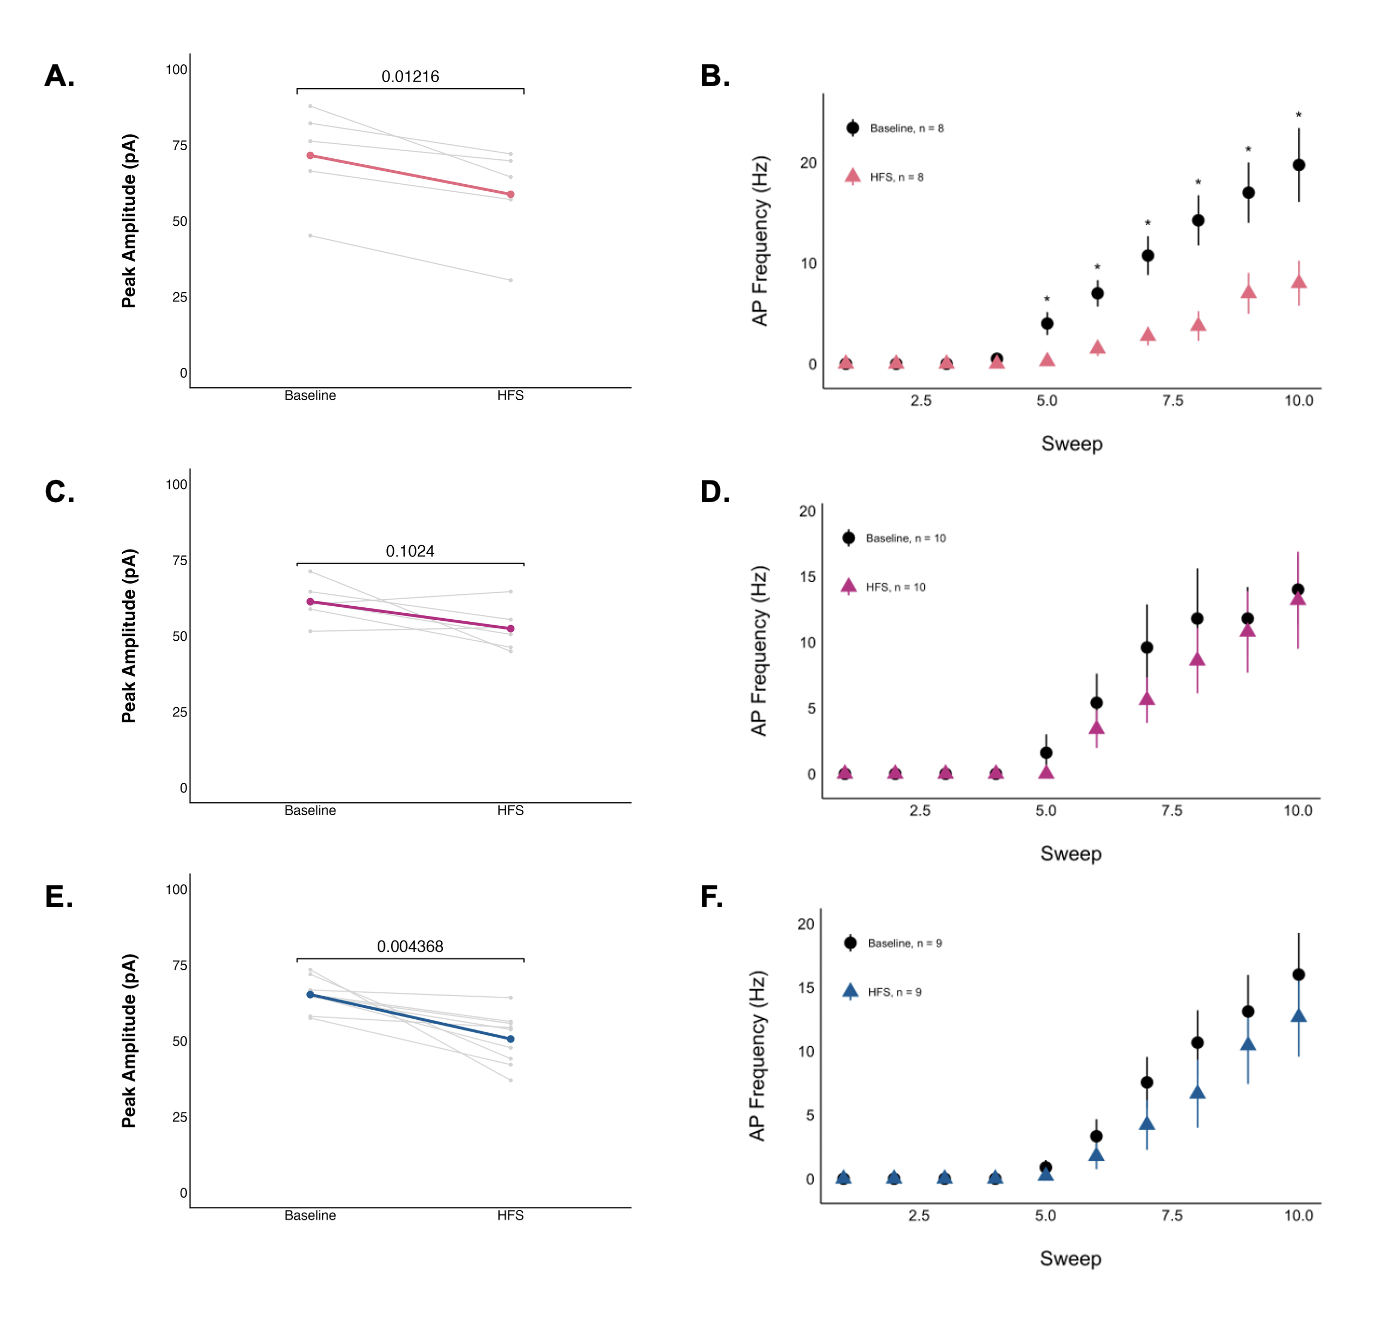 A.
Peak Amplitude (pA)
100
75
50
25
0
0.01216
Baseline HFS
B.
AP Frequency (Hz)
20
10
0
Baseline, n = 8
HFS, n = 8
* * * * * *
2.5 5.0 7.5 10.0
Sweep
C.
Peak Amplitude (pA)
100
75
50
25
0
0.1024
Baseline HFS
D.
AP Frequency (Hz)
20
15
10
5
0
Baseline, n = 10
HFS, n = 10
2.5 5.0 7.5 10.0
Sweep
E.
Peak Amplitude (pA)
100
75
50
25
0
0.004368
Baseline HFS
F.
AP Frequency (Hz)
20
15
10
5
0
Baseline, n = 9
HFS, n = 9
2.5 5.0 7.5 10.0
Sweep